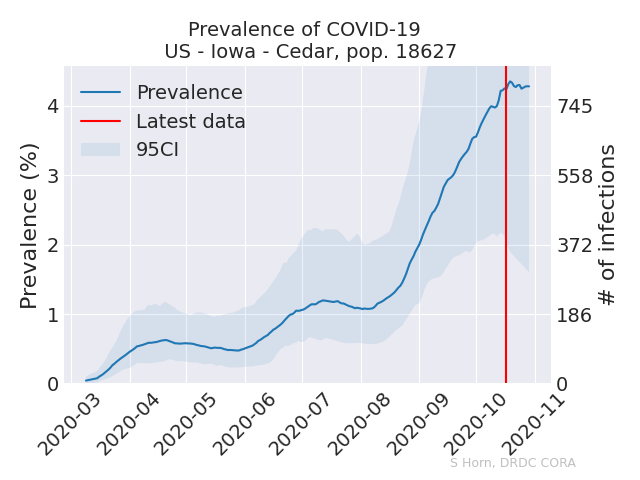 Prevalence of COVID-19
US - Iowa - Cedar, pop. 18627
Prevalence
Latest data
95CI
Prevalence (%)
4
3
2
1
0
745
558
372
186
0
# of infections
2020-03
2020-04
2020-05
2020-06
2020-07
2020-08
2020-09
2020-10
2020-11
S Horn, DRDC CORA